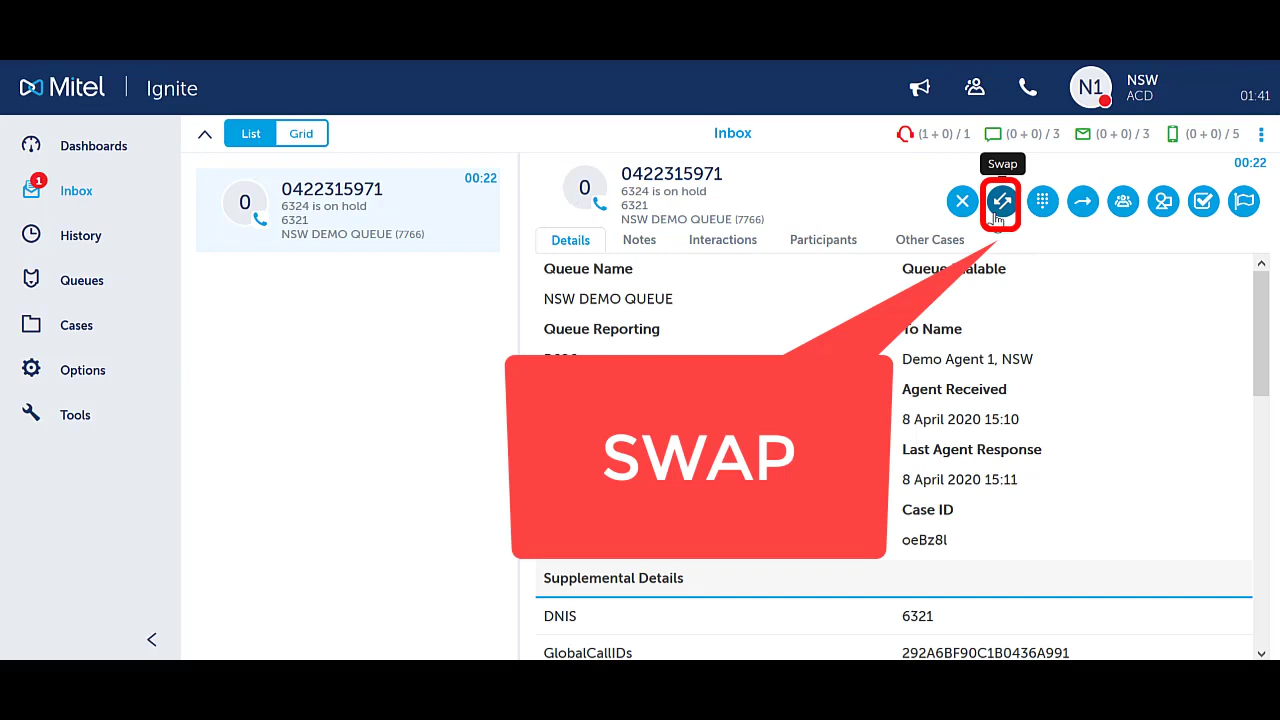 Mitel | Ignite
N1
NSW
ACD
01:41
Dashboards
1
Inbox
History
Queues
Cases
Options
Tools
List
Grid
Inbox
(1 + 0) / 1
(0 + 0) / 3
(0 + 0) / 3
(0 + 0) / 5
0
0422315971
6324 is on hold
6321
NSW DEMO QUEUE (7766)
00:22
0
0422315971
6324 is on hold
6321
NSW DEMO QUEUE (7766)
Swap
00:22
Details
Notes
Interactions
Participants
Other Cases
Queue Name
NSW DEMO QUEUE
Queue Reporting
To Name
Demo Agent 1, NSW
Agent Received
8 April 2020 15:10
Last Agent Response
8 April 2020 15:11
Case ID
oeBz8l
SWAP
Supplemental Details
DNIS
6321
GlobalCallIDs
292A6BF90C1B0436A991